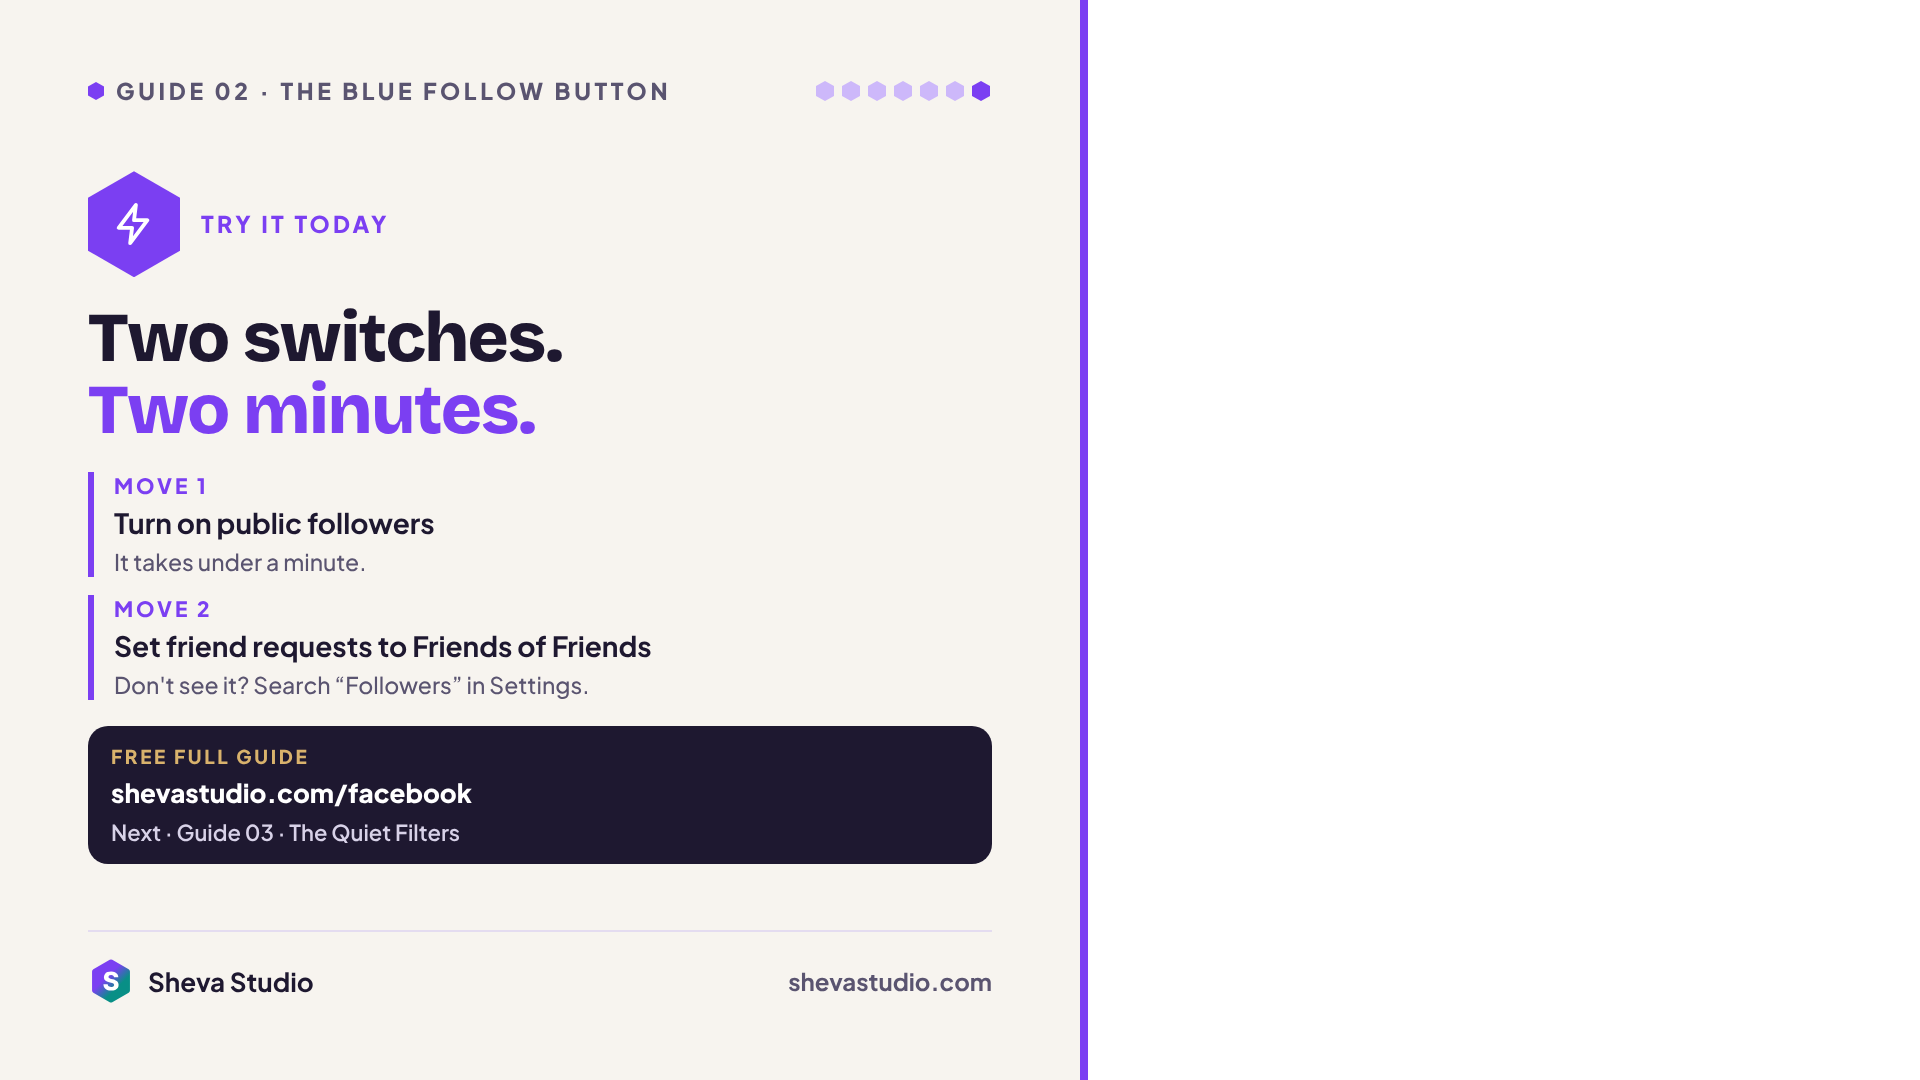 GUIDE 02 · THE BLUE FOLLOW BUTTON
TRY IT TODAY
Two switches.
Two minutes.
MOVE 1
Turn on public followers
It takes under a minute.
MOVE 2
Set friend requests to Friends of Friends
Don't see it? Search “Followers” in Settings.
FREE FULL GUIDE
shevastudio.com/facebook
Next · Guide 03 · The Quiet Filters
S Sheva Studio
shevastudio.com